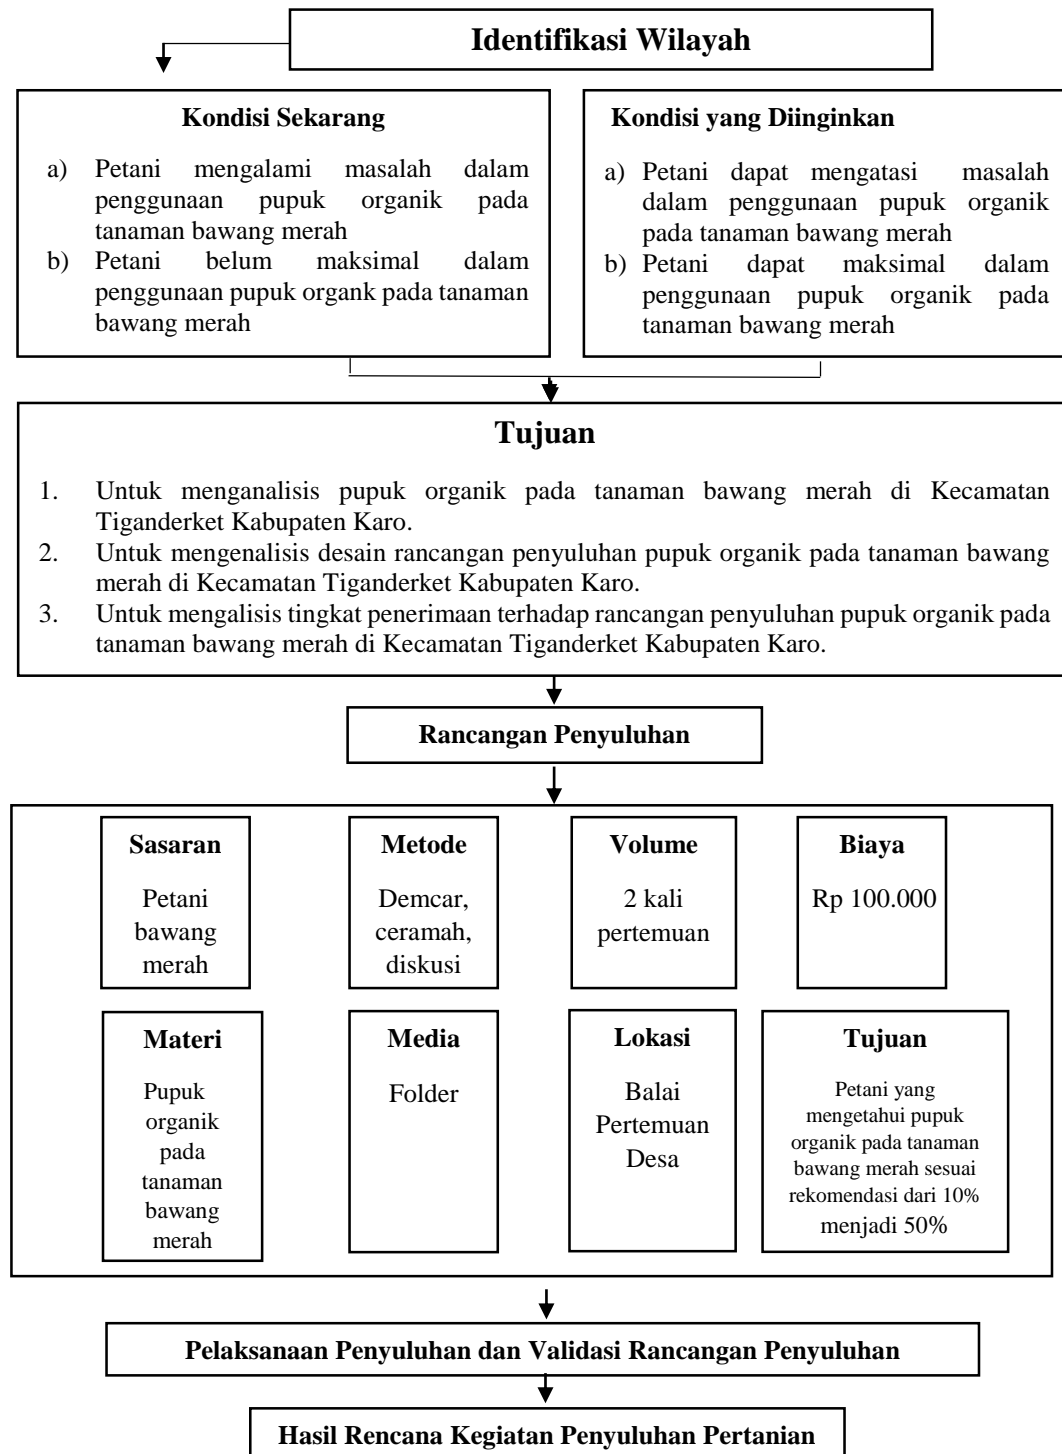 Identifikasi Wilayah
Kondisi Sekarang
a) Petani mengalami masalah dalam
penggunaan pupuk organik pada
tanaman bawang merah
b) Petani belum maksimal dalam
penggunaan pupuk organk pada tanaman
bawang merah
Kondisi yang Diinginkan
a) Petani dapat mengatasi masalah
dalam penggunaan pupuk organik
pada tanaman bawang merah
b) Petani dapat maksimal dalam
penggunaan pupuk organik pada
tanaman bawang merah
Tujuan
1. Untuk menganalisis pupuk organik pada tanaman bawang merah di Kecamatan
Tiganderket Kabupaten Karo.
2. Untuk mengenalisis desain rancangan penyuluhan pupuk organik pada tanaman bawang
merah di Kecamatan Tiganderket Kabupaten Karo.
3. Untuk mengalisis tingkat penerimaan terhadap rancangan penyuluhan pupuk organik pada
tanaman bawang merah di Kecamatan Tiganderket Kabupaten Karo.
Rancangan Penyuluhan
Sasaran
Petani
bawang
merah
Metode
Demcar,
ceramah,
diskusi
Volume
2 kali
pertemuan
Biaya
Rp 100.000
Materi
Pupuk
organik
pada
tanaman
bawang
merah
Media
Folder
Lokasi
Balai
Pertemuan
Desa
Tujuan
Petani yang
mengetahui pupuk
organik pada tanaman
bawang merah sesuai
rekomendasi dari 10%
menjadi 50%
Pelaksanaan Penyuluhan dan Validasi Rancangan Penyuluhan
Hasil Rencana Kegiatan Penyuluhan Pertanian